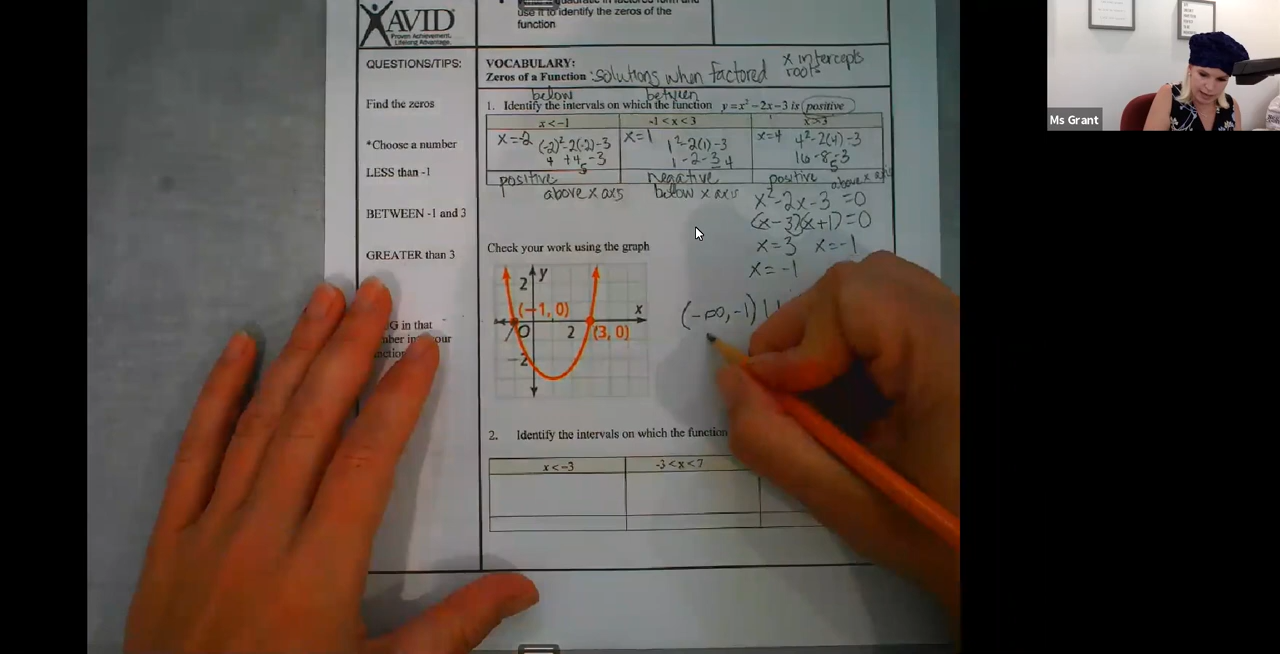 AVID
Proven Achievement.
Lifelong Advantage.
use it to identify the zeros of the
function
QUESTIONS/TIPS:
Find the zeros
*Choose a number
LESS than -1
BETWEEN -1 and 3
GREATER than 3
in that
VOCABULARY:
x intercepts
Zeros of a Function: solutions when factored
roots
below between
1. Identify the intervals on which the function y = x² – 2x – 3 is positive
x < -1
-1 < x < 3
x > 3
x=-2 (-2)²-2(-2)-3
4 +4 -3
5
x=1 1²-2(1)-3
1-2-3 4
x=4 4²-2(4)-3
16-8-3
5
positive
above x axis
negative
below x axis
positive above x axis
x²-2x-3=0
(x-3)(x+1)=0
x=3 x=-1
x=-1
(-∞,-1) U
Check your work using the graph
2 y
(−1, 0) x
O 2 (3, 0)
−2
2. Identify the intervals on which the function
x < -3
-3 < x < 7
Ms Grant